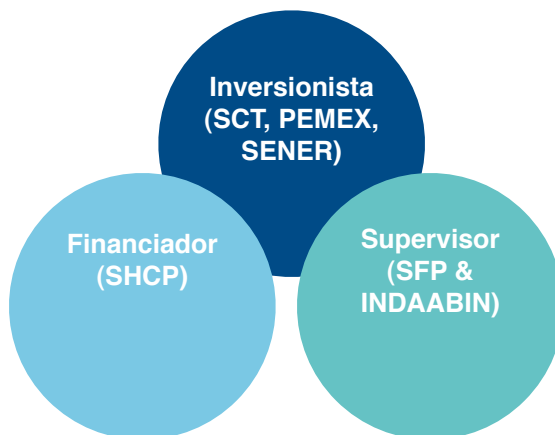 Inversionista
(SCT, PEMEX,
SENER)
Financiador
(SHCP)
Supervisor
(SFP &
INDAABIN)